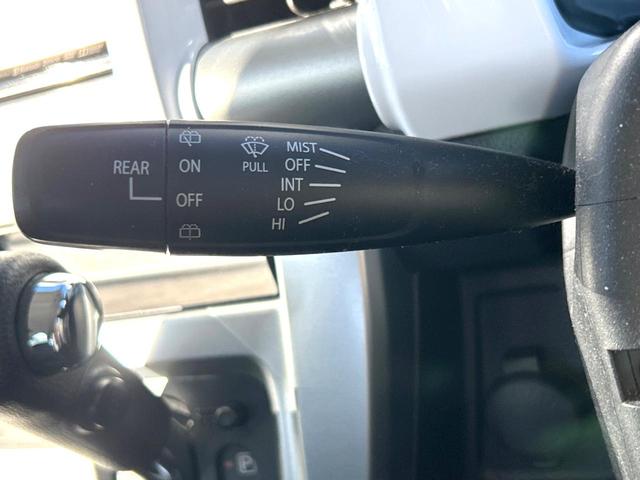 REAR
ON
OFF
PULL
MIST
OFF
INT
LO
HI